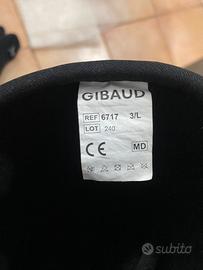 GIBAUD
REF 6717 3/L
LOT 240
CE MD
subito